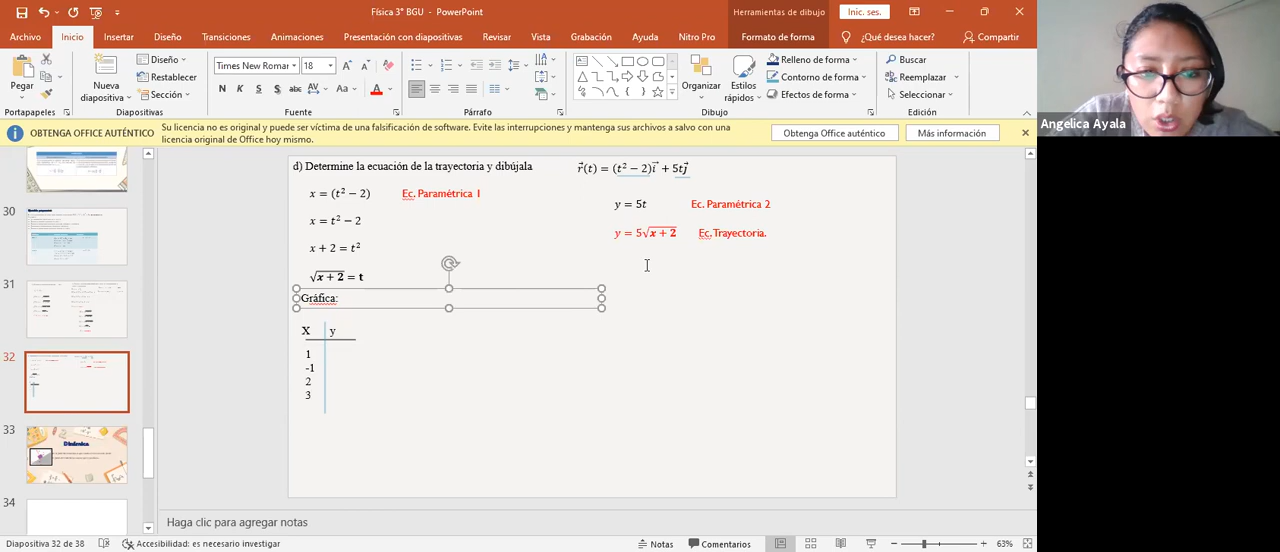 Física 3° BGU - PowerPoint
Herramientas de dibujo
Inic. ses.
Archivo Inicio Insertar Diseño Transiciones Animaciones Presentación con diapositivas Revisar Vista Grabación Ayuda Nitro Pro Formato de forma ¿Qué desea hacer? Compartir
Pegar
Nueva
diapositiva
Diseño
Restablecer
Sección
Times New Romar 18
N K S S ab AV Aa A
Organizar
Estilos
rápidos
Relleno de forma
Contorno de forma
Efectos de forma
Buscar
Reemplazar
Seleccionar
Portapapeles Diapositivas Fuente Párrafo Dibujo Edición
OBTENGA OFFICE AUTÉNTICO
Su licencia no es original y puede ser víctima de una falsificación de software. Evite las interrupciones y mantenga sus archivos a salvo con una
licencia original de Office hoy mismo.
Obtenga Office auténtico
Más información
Angelica Ayala
30
31
32
33
Dinámica
34
d) Determine la ecuación de la trayectoria y dibújala
r⃗(t) = (t² − 2)i⃗ + 5tj⃗
x = (t² − 2) Ec. Paramétrica 1
y = 5t Ec. Paramétrica 2
x = t² − 2
y = 5√x + 2 Ec.Trayectoria.
x + 2 = t²
√x + 2 = t
Gráfica:
X y
1
-1
2
3
Haga clic para agregar notas
Diapositiva 32 de 38
Accesibilidad: es necesario investigar
Notas
Comentarios
63%